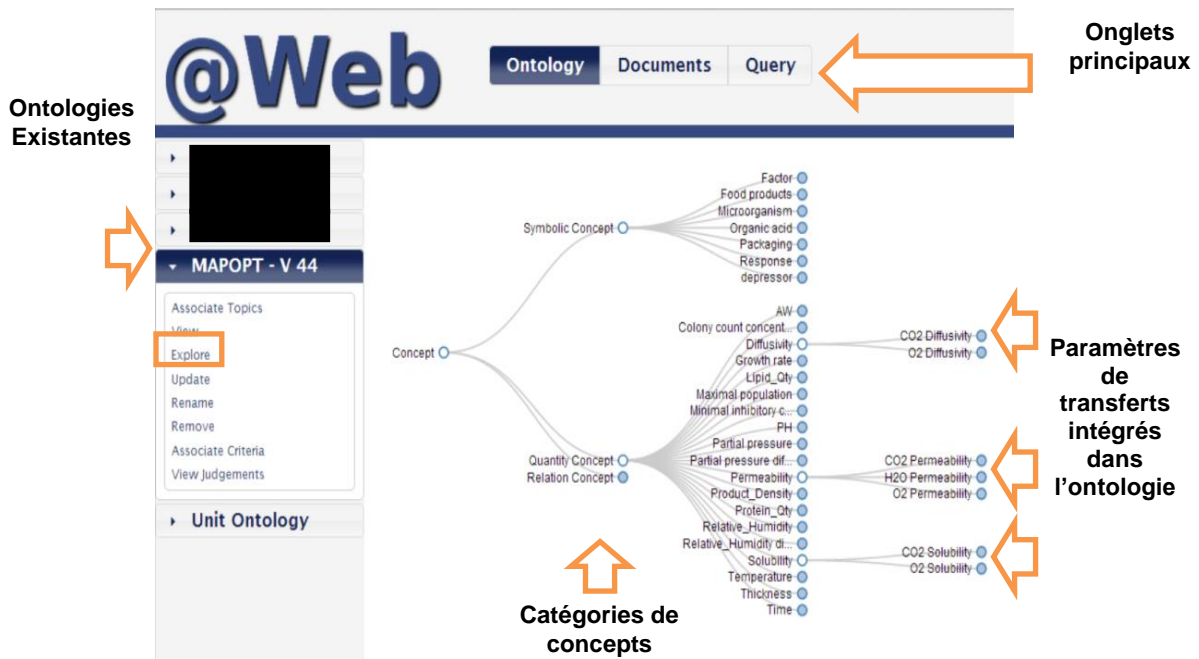 @Web
Ontology Documents Query
Onglets
principaux
Ontologies
Existantes
MAPOPT - V 44
Associate Topics
View
Explore
Update
Rename
Remove
Associate Criteria
View Judgements
Unit Ontology
Concept
Symbolic Concept
Factor
Food products
Microorganism
Organic acid
Packaging
Response
depressor
Quantity Concept
Relation Concept
AW
Colony count concent...
Diffusivity
Growth rate
Lipid_Qty
Maximal population
Minimal inhibitory c...
PH
Partial pressure
Partial pressure dif...
Permeability
Product_Density
Protein_Qty
Relative_Humidity
Relative_Humidity di...
Solubility
Temperature
Thickness
Time
CO2 Diffusivity
O2 Diffusivity
CO2 Permeability
H2O Permeability
O2 Permeability
CO2 Solubility
O2 Solubility
Paramètres
de
transferts
intégrés
dans
l’ontologie
Catégories de
concepts